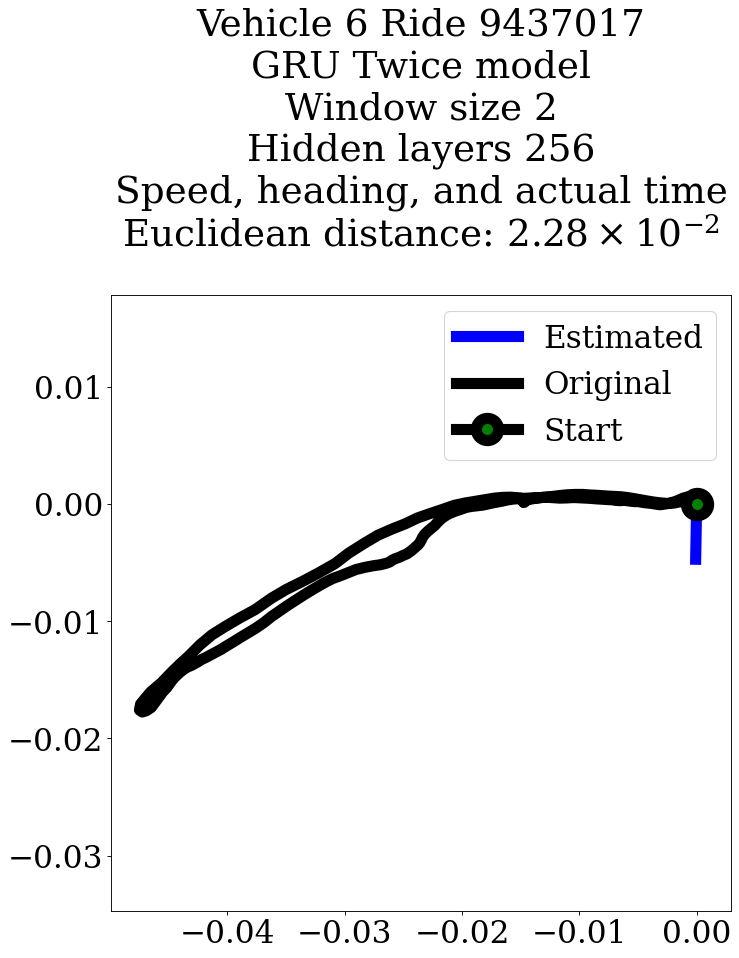 Vehicle 6 Ride 9437017
GRU Twice model
Window size 2
Hidden layers 256
Speed, heading, and actual time
Euclidean distance: 2.28 × 10⁻²
Estimated
Original
Start
0.01
0.00
−0.01
−0.02
−0.03
−0.04 −0.03 −0.02 −0.01 0.00